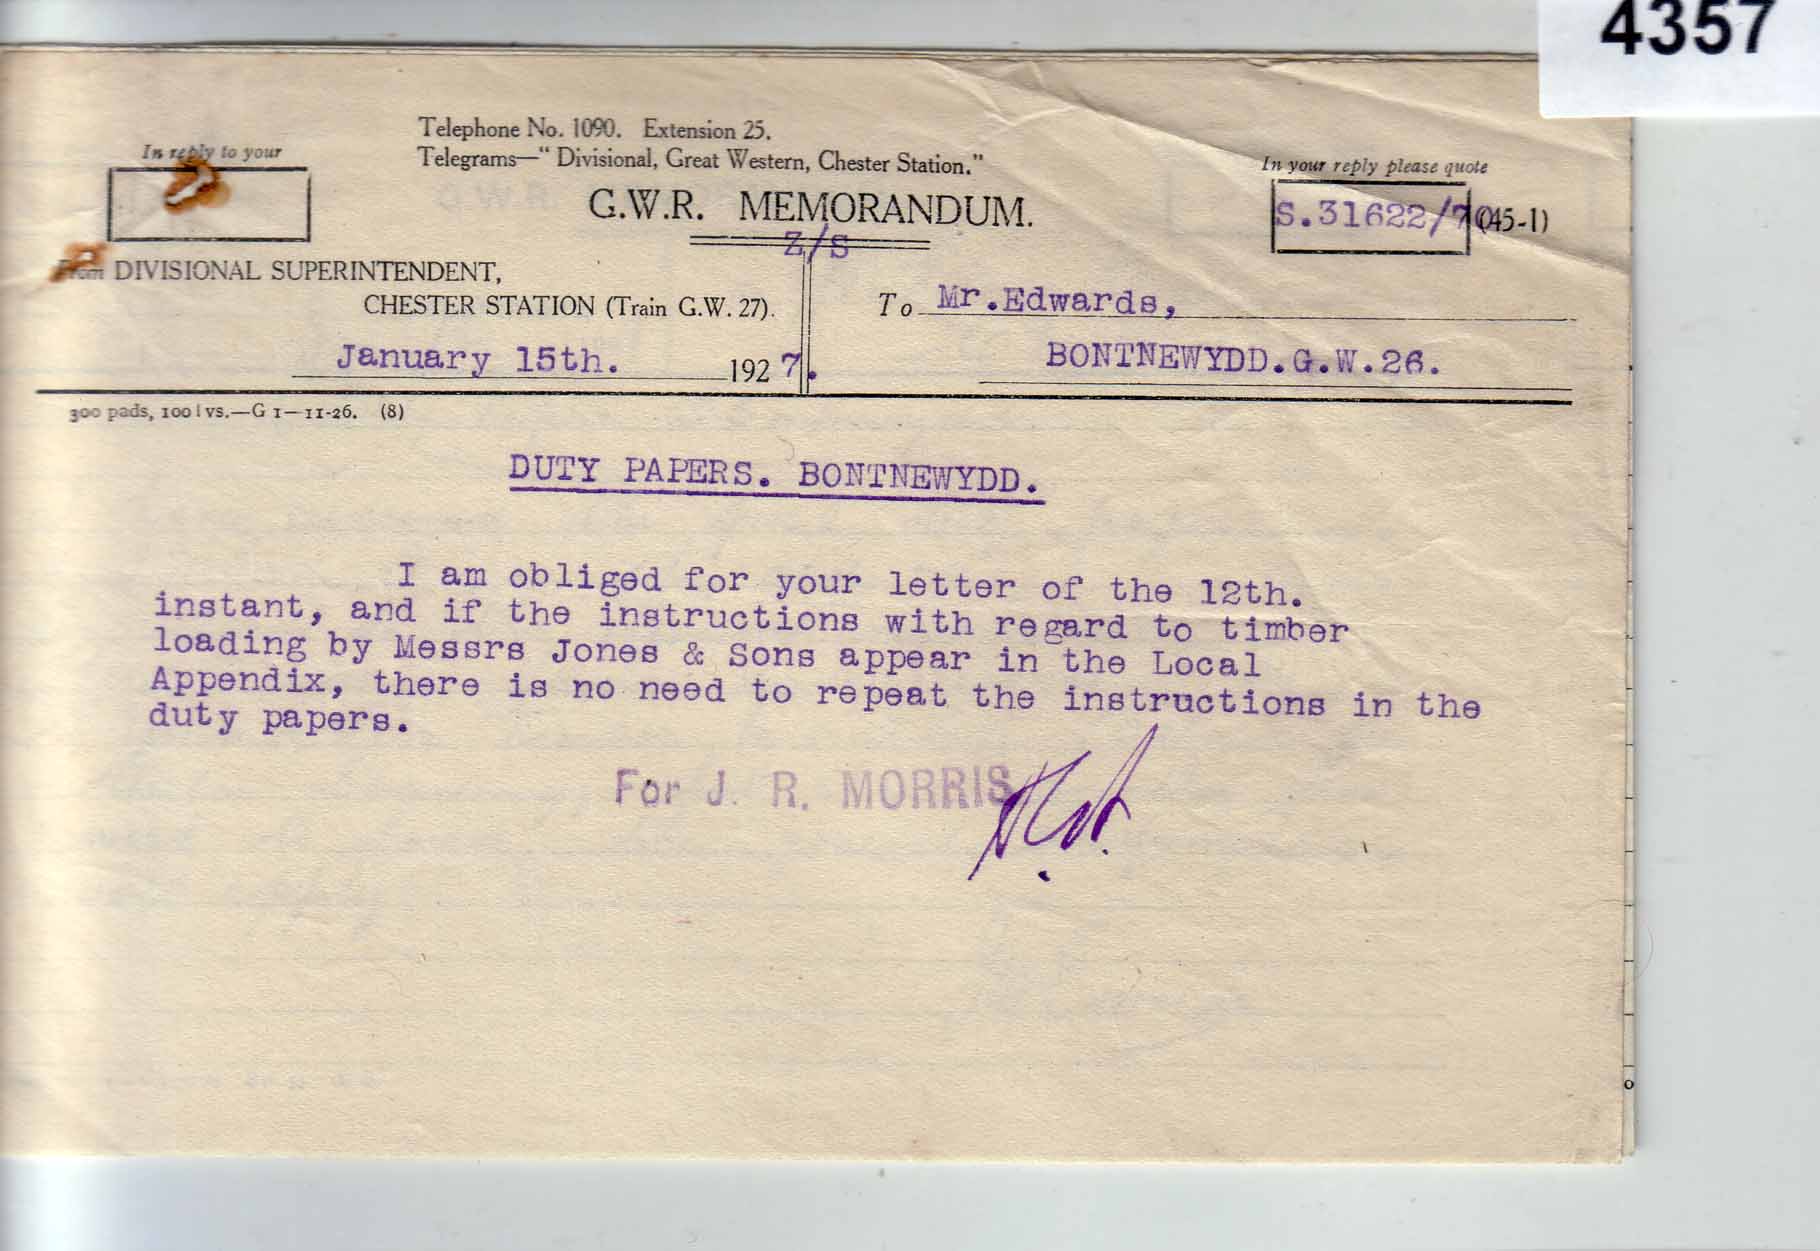 4357
Telephone No. 1090. Extension 25.
Telegrams—“ Divisional, Great Western, Chester Station.”
In reply to your
In your reply please quote
G.W.R. MEMORANDUM.
S.31622/7 (45-1)
Z/S
From DIVISIONAL SUPERINTENDENT,
CHESTER STATION (Train G.W. 27).
To Mr.Edwards,
January 15th. 1927.
BONTNEWYDD.G.W.26.
300 pads, 100 lvs.—G 1—11-26. (8)
DUTY PAPERS. BONTNEWYDD.
I am obliged for your letter of the 12th.
instant, and if the instructions with regard to timber
loading by Messrs Jones & Sons appear in the Local
Appendix, there is no need to repeat the instructions in the
duty papers.
For J. R. MORRIS